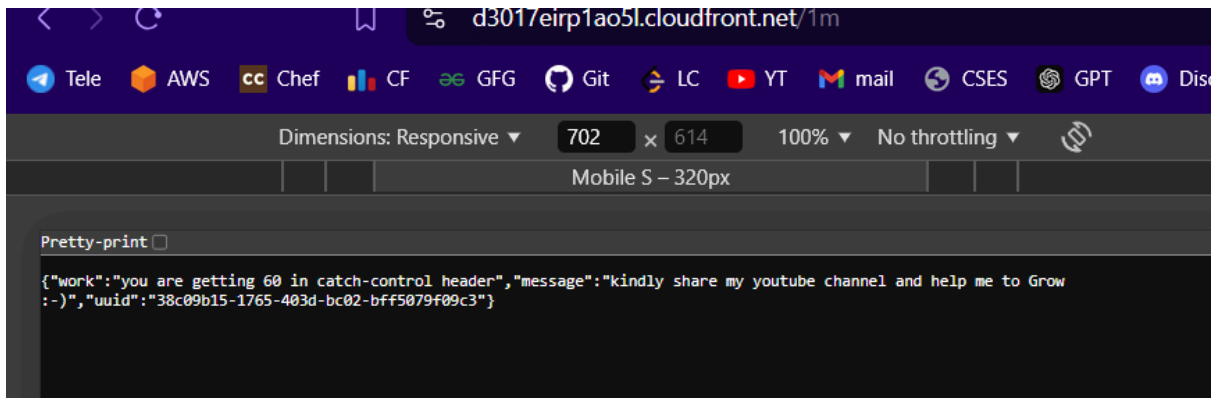 d3017eirp1ao5l.cloudfront.net/1m
Tele AWS cc Chef CF GFG Git LC YT mail CSES GPT Disc
Dimensions: Responsive ▼ 702 × 614 100% ▼ No throttling ▼
Mobile S – 320px
Pretty-print
{"work":"you are getting 60 in catch-control header","message":"kindly share my youtube channel and help me to Grow
:-)","uuid":"38c09b15-1765-403d-bc02-bff5079f09c3"}